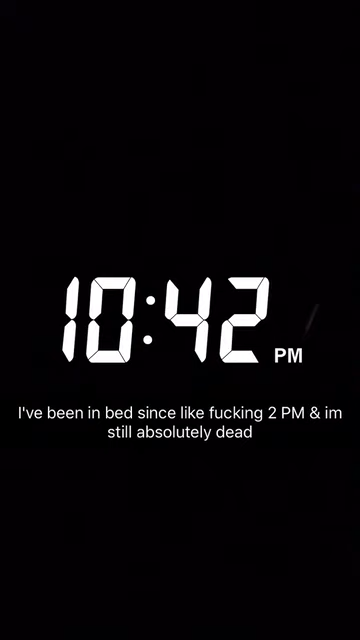 10:42 PM
I've been in bed since like fucking 2 PM & im
still absolutely dead